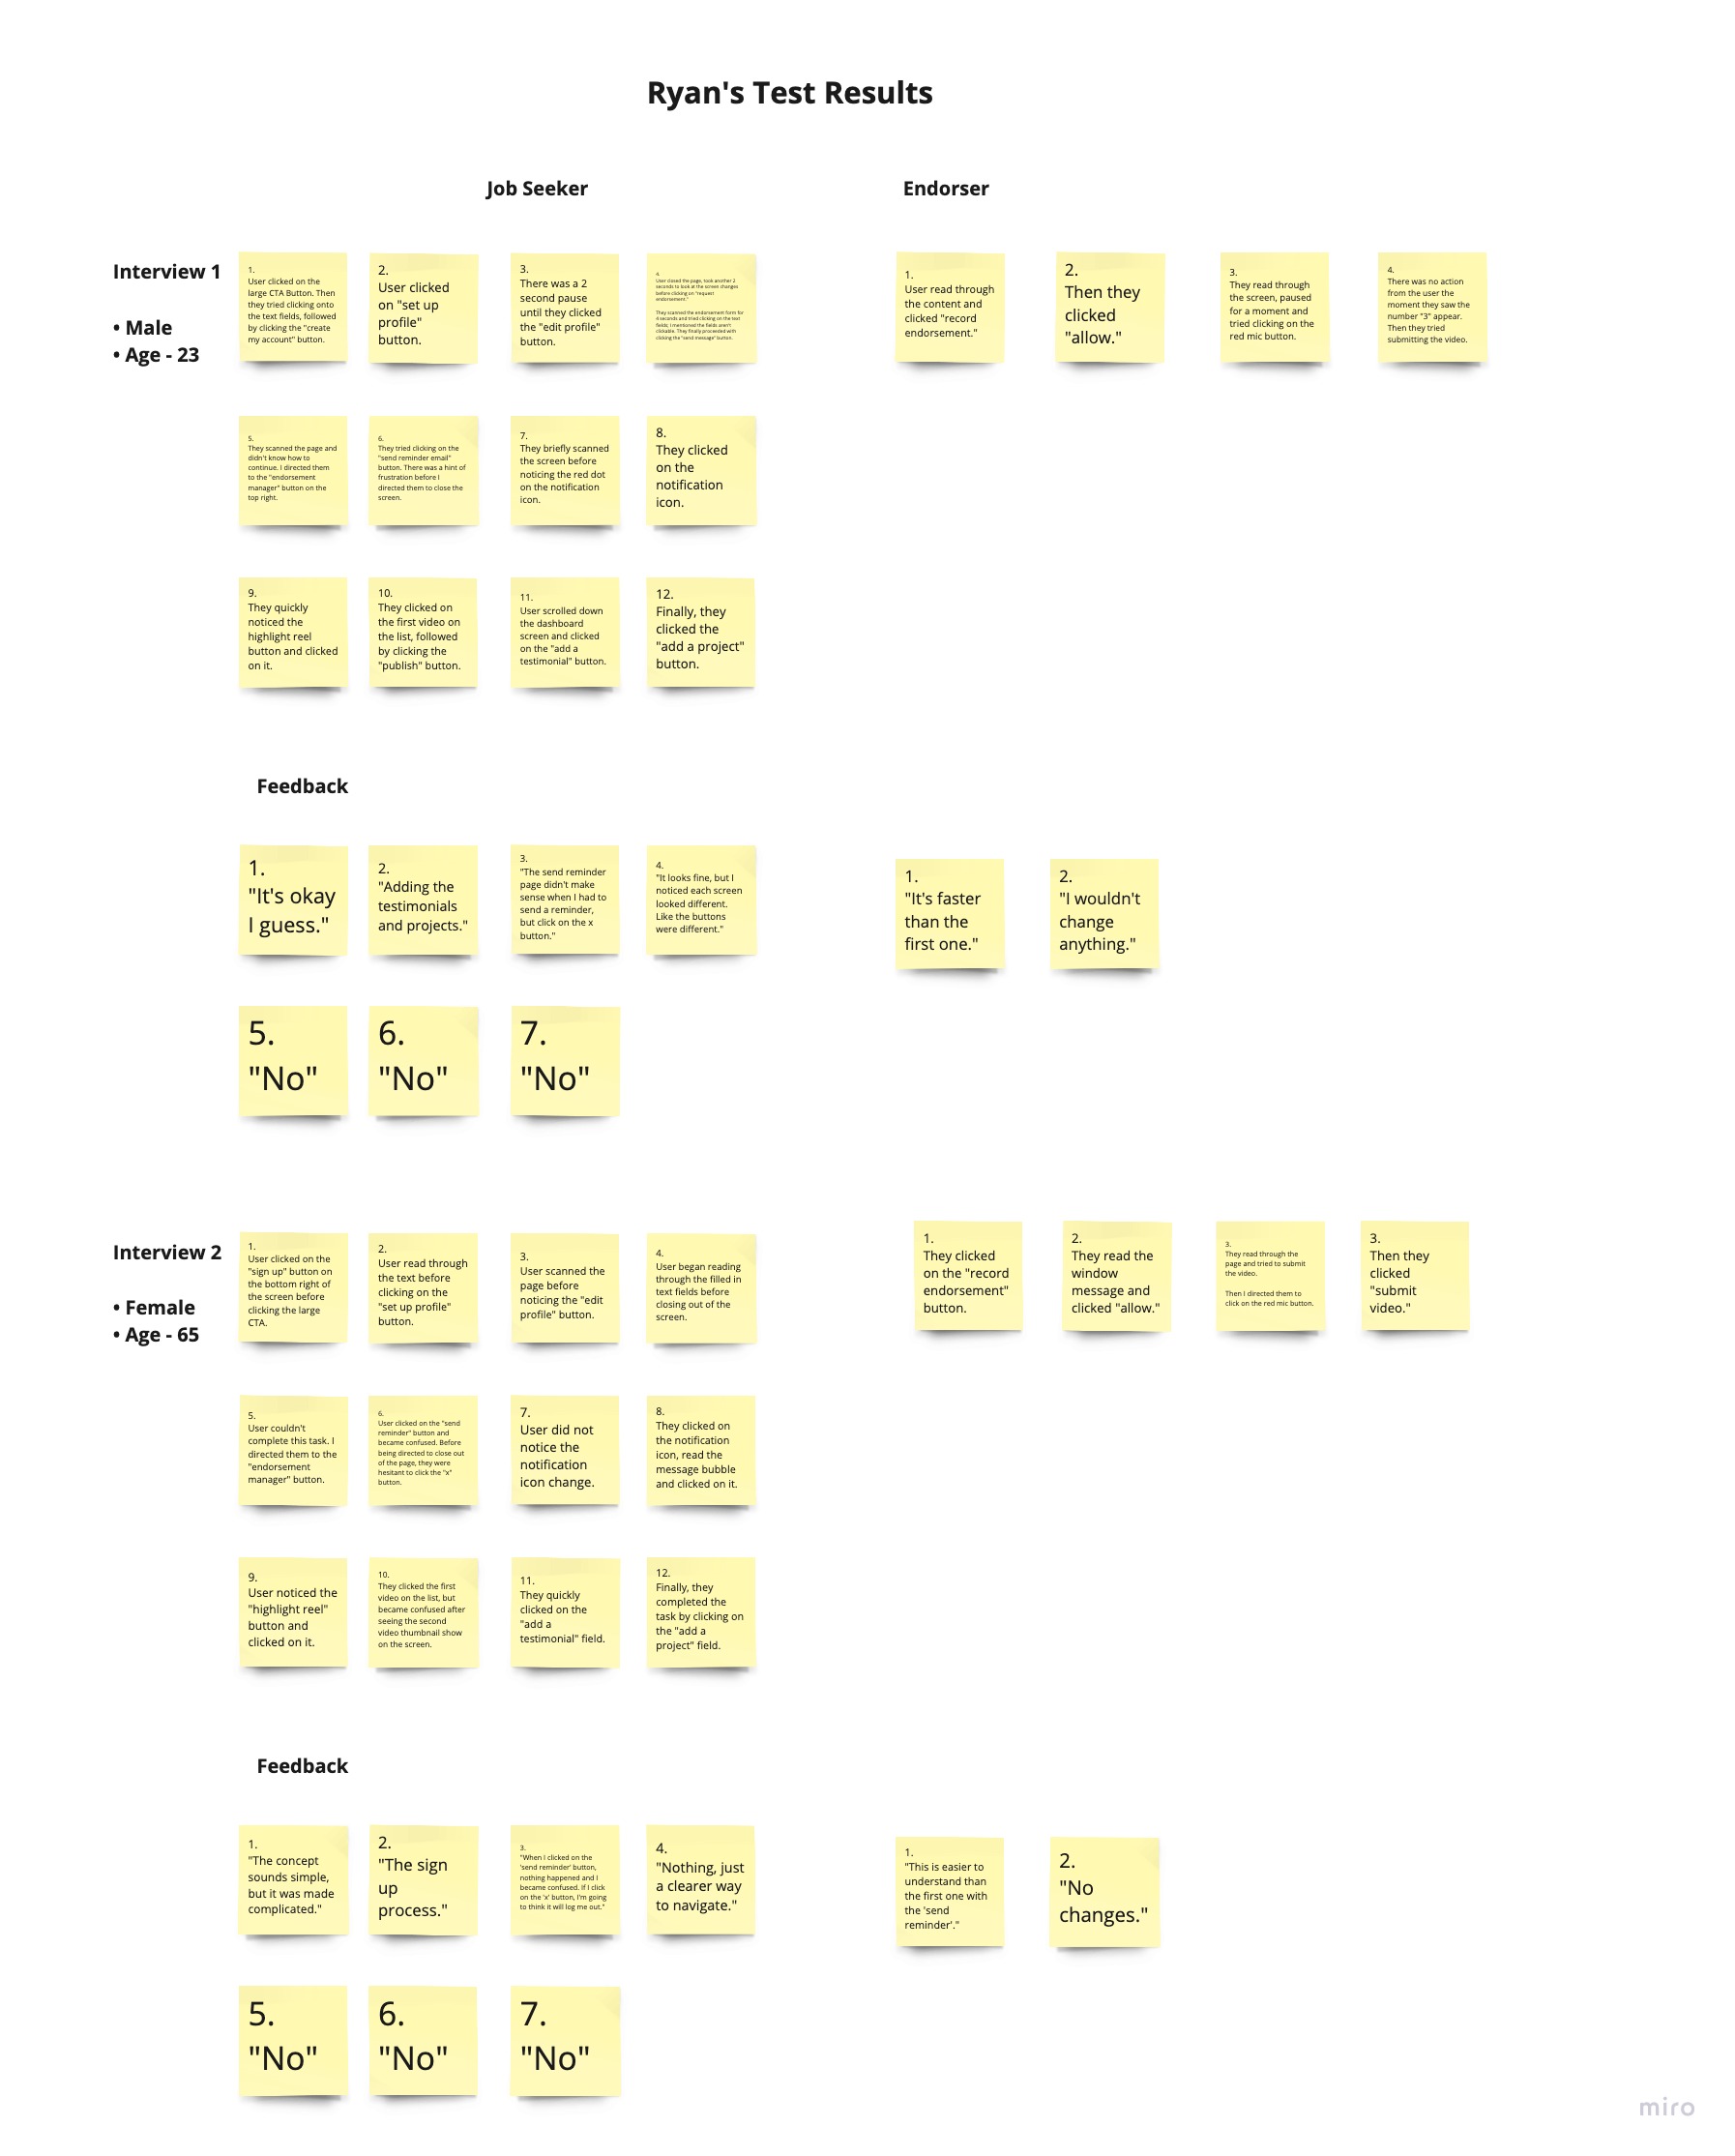 Ryan's Test Results
Job Seeker
Endorser
Interview 1
• Male
• Age - 23
1.
User clicked on the
large CTA Button. Then
they tried clicking onto
the text fields, followed
by clicking the "create
my account" button.
2.
User clicked
on "set up
profile"
button.
3.
There was a 2
second pause
until they clicked
the "edit profile"
button.
4.
User closed the page, took another 2
seconds to look at the screen changes
before clicking on "request
endorsement."
They scanned the endorsement form for
4 seconds and tried clicking on the text
fields; I mentioned the fields aren't
clickable. They finally proceeded with
clicking the "send message" button.
1.
User read through
the content and
clicked "record
endorsement."
2.
Then they
clicked
"allow."
3.
They read through
the screen, paused
for a moment and
tried clicking on the
red mic button.
4.
There was no action
from the user the
moment they saw the
number "3" appear.
Then they tried
submitting the video.
5.
They scanned the page and
didn't know how to
continue. I directed them
to the "endorsement
manager" button on the
top right.
6.
They tried clicking on the
"send reminder email"
button. There was a hint of
frustration before I
directed them to close the
screen.
7.
They briefly scanned
the screen before
noticing the red dot
on the notification
icon.
8.
They clicked
on the
notification
icon.
9.
They quickly
noticed the
highlight reel
button and clicked
on it.
10.
They clicked on
the first video on
the list, followed
by clicking the
"publish" button.
11.
User scrolled down
the dashboard
screen and clicked
on the "add a
testimonial" button.
12.
Finally, they
clicked the
"add a project"
button.
Feedback
1.
"It's okay
I guess."
2.
"Adding the
testimonials
and projects."
3.
"The send reminder
page didn't make
sense when I had to
send a reminder,
but click on the x
button."
4.
"It looks fine, but I
noticed each screen
looked different.
Like the buttons
were different."
1.
"It's faster
than the
first one."
2.
"I wouldn't
change
anything."
5.
"No"
6.
"No"
7.
"No"
Interview 2
• Female
• Age - 65
1.
User clicked on the
"sign up" button on
the bottom right of
the screen before
clicking the large
CTA.
2.
User read through
the text before
clicking on the
"set up profile"
button.
3.
User scanned the
page before
noticing the "edit
profile" button.
4.
User began reading
through the filled in
text fields before
closing out of the
screen.
1.
They clicked
on the "record
endorsement"
button.
2.
They read the
window
message and
clicked "allow."
3.
They read through the
page and tried to submit
the video.
Then I directed them to
click on the red mic button.
3.
Then they
clicked
"submit
video."
5.
User couldn't
complete this task. I
directed them to the
"endorsement
manager" button.
6.
User clicked on the "send
reminder" button and
became confused. Before
being directed to close out
of the page, they were
hesitant to click the "x"
button.
7.
User did not
notice the
notification
icon change.
8.
They clicked on
the notification
icon, read the
message bubble
and clicked on it.
9.
User noticed the
"highlight reel"
button and
clicked on it.
10.
They clicked the first
video on the list, but
became confused after
seeing the second
video thumbnail show
on the screen.
11.
They quickly
clicked on the
"add a
testimonial" field.
12.
Finally, they
completed the
task by clicking on
the "add a
project" field.
Feedback
1.
"The concept
sounds simple,
but it was made
complicated."
2.
"The sign
up
process."
3.
"When I clicked on the
'send reminder' button,
nothing happened and I
became confused. If I click
on the 'x' button, I'm going
to think it will log me out."
4.
"Nothing, just
a clearer way
to navigate."
1.
"This is easier to
understand than
the first one with
the 'send
reminder'."
2.
"No
changes."
5.
"No"
6.
"No"
7.
"No"
miro